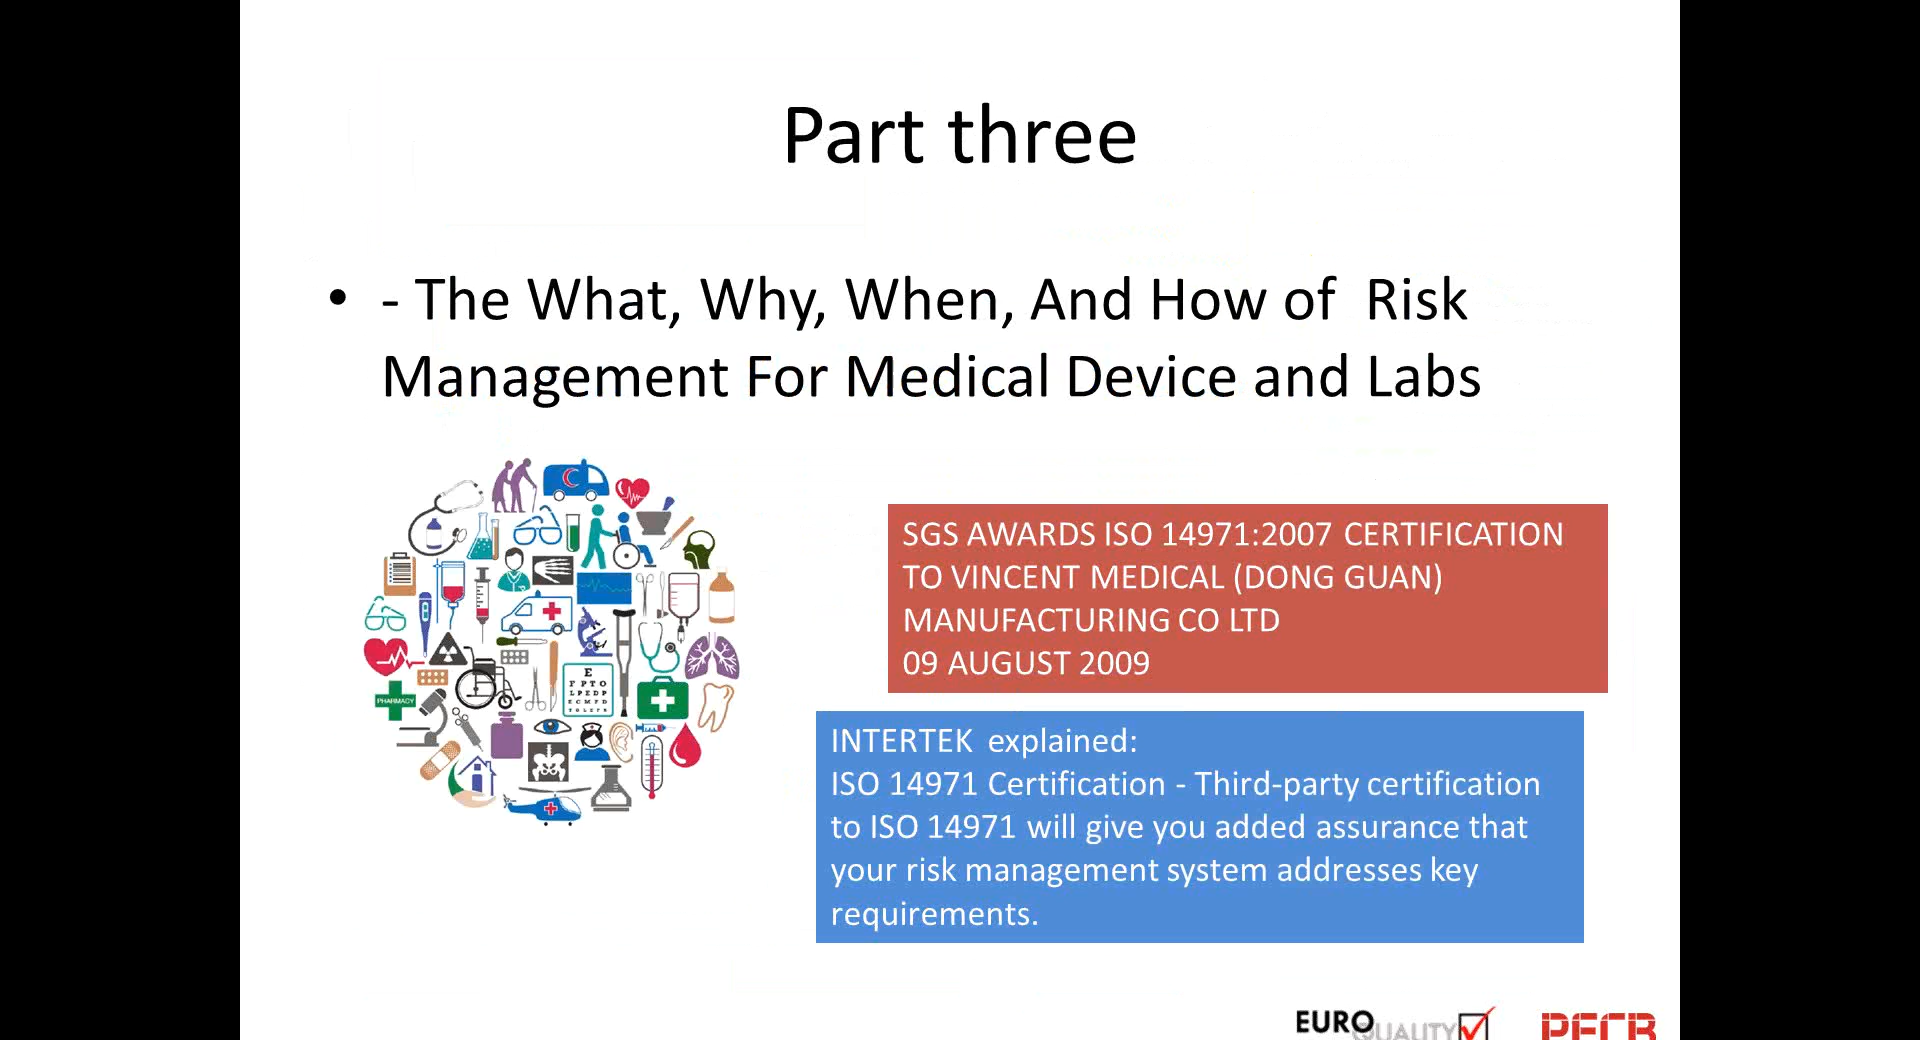 Part three
• - The What, Why, When, And How of  Risk
Management For Medical Device and Labs
SGS AWARDS ISO 14971:2007 CERTIFICATION
TO VINCENT MEDICAL (DONG GUAN)
MANUFACTURING CO LTD
09 AUGUST 2009
PHARMACY
E
F P T O
L P E D P
E C M F D
INTERTEK  explained:
ISO 14971 Certification - Third-party certification
to ISO 14971 will give you added assurance that
your risk management system addresses key
requirements.
EURO
QUALITY
PECB